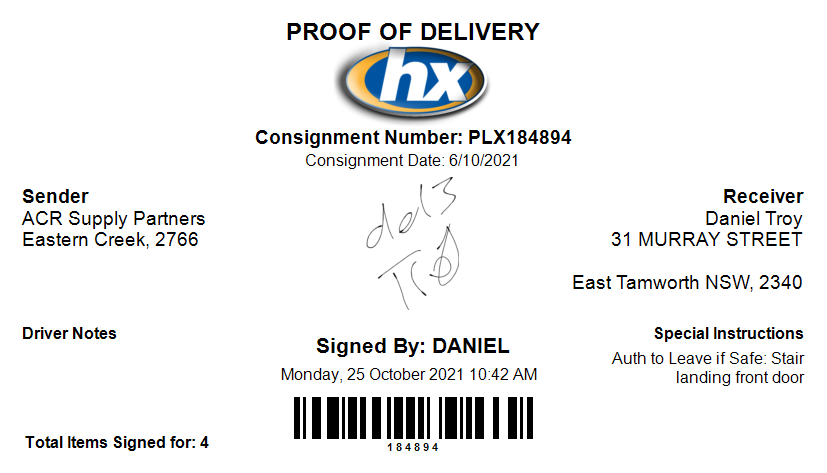 PROOF OF DELIVERY
hx
Consignment Number: PLX184894
Consignment Date: 6/10/2021
Sender
ACR Supply Partners
Eastern Creek, 2766
Receiver
Daniel Troy
31 MURRAY STREET
East Tamworth NSW, 2340
Driver Notes
Signed By: DANIEL
Monday, 25 October 2021 10:42 AM
184894
Special Instructions
Auth to Leave if Safe: Stair
landing front door
Total Items Signed for: 4